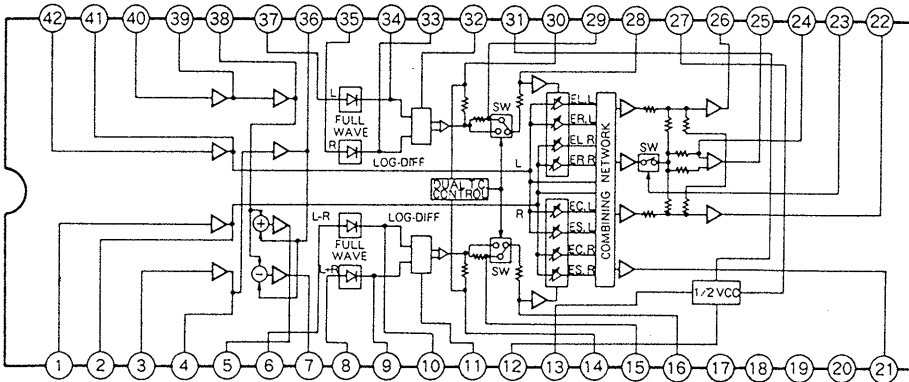 42 41 40 39 38 37 36 35 34 33 32 31 30 29 28 27 26 25 24 23 22
L
FULL
WAVE
R
LOG-DIFF
SW
EL.L
ER.L
EL.R
ER.R
L
SW
DUAL T.C
CONTROL
COMBINING NETWORK
R
L-R
LOG-DIFF
FULL
WAVE
L-R
SW
EC.L
ES.L
EC.R
ES.R
1/2 VCC
+
−
1 2 3 4 5 6 7 8 9 10 11 12 13 14 15 16 17 18 19 20 21